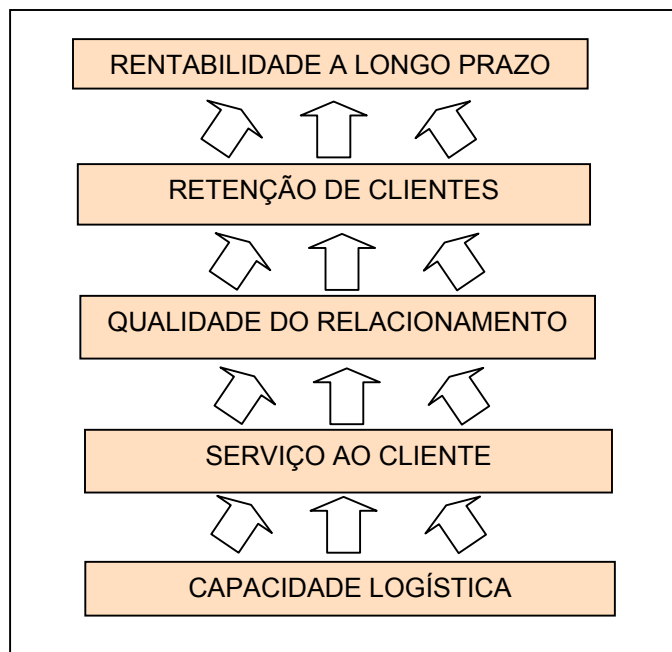 RENTABILIDADE A LONGO PRAZO
RETENÇÃO DE CLIENTES
QUALIDADE DO RELACIONAMENTO
SERVIÇO AO CLIENTE
CAPACIDADE LOGÍSTICA